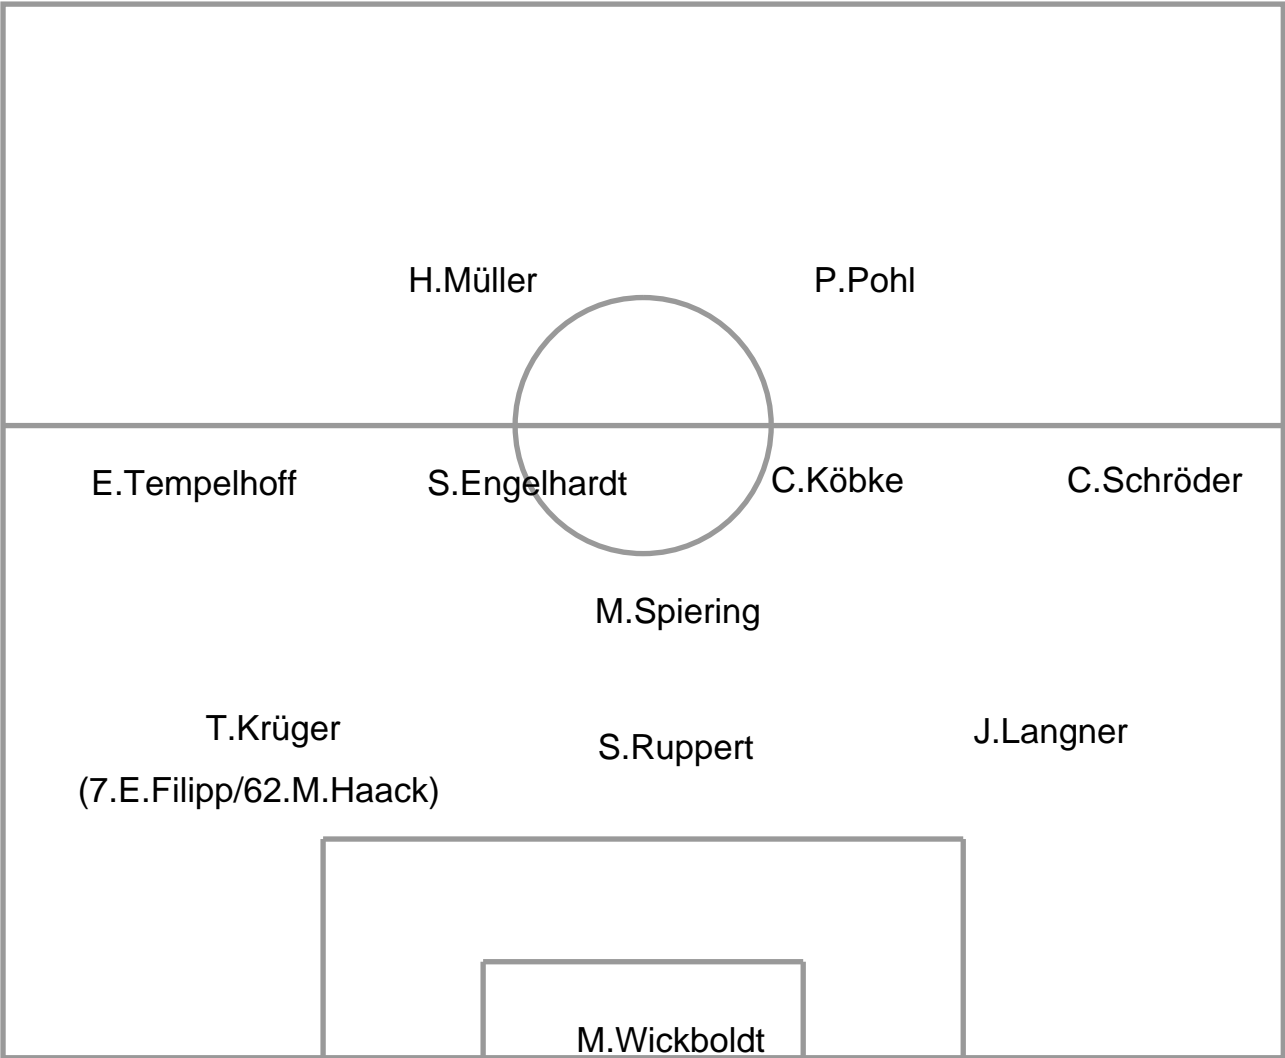 H.Müller
P.Pohl
E.Tempelhoff
S.Engelhardt
C.Köbke
C.Schröder
M.Spiering
T.Krüger
S.Ruppert
J.Langner
(7.E.Filipp/62.M.Haack)
M.Wickboldt